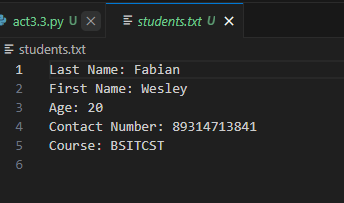 act3.3.py U
students.txt U
students.txt
1 Last Name: Fabian
2 First Name: Wesley
3 Age: 20
4 Contact Number: 89314713841
5 Course: BSITCST
6